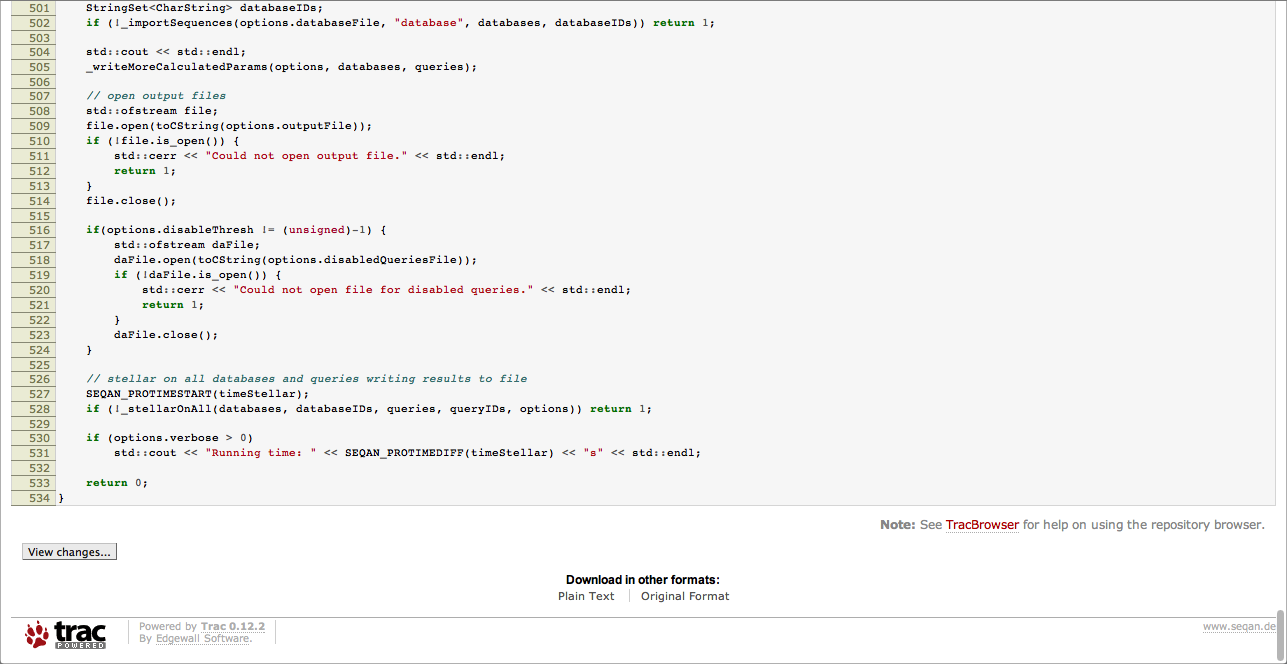 501     StringSet<CharString> databaseIDs;
502     if (!_importSequences(options.databaseFile, "database", databases, databaseIDs)) return 1;
503
504     std::cout << std::endl;
505     _writeMoreCalculatedParams(options, databases, queries);
506
507     // open output files
508     std::ofstream file;
509     file.open(toCString(options.outputFile));
510     if (!file.is_open()) {
511         std::cerr << "Could not open output file." << std::endl;
512         return 1;
513     }
514     file.close();
515
516     if(options.disableThresh != (unsigned)-1) {
517         std::ofstream daFile;
518         daFile.open(toCString(options.disabledQueriesFile));
519         if (!daFile.is_open()) {
520             std::cerr << "Could not open file for disabled queries." << std::endl;
521             return 1;
522         }
523         daFile.close();
524     }
525
526     // stellar on all databases and queries writing results to file
527     SEQAN_PROTIMESTART(timeStellar);
528     if (!_stellarOnAll(databases, databaseIDs, queries, queryIDs, options)) return 1;
529
530     if (options.verbose > 0)
531         std::cout << "Running time: " << SEQAN_PROTIMEDIFF(timeStellar) << "s" << std::endl;
532
533     return 0;
534 }
Note: See TracBrowser for help on using the repository browser.
View changes...
Download in other formats:
Plain Text Original Format
trac POWERED
Powered by Trac 0.12.2
By Edgewall Software.
www.seqan.de